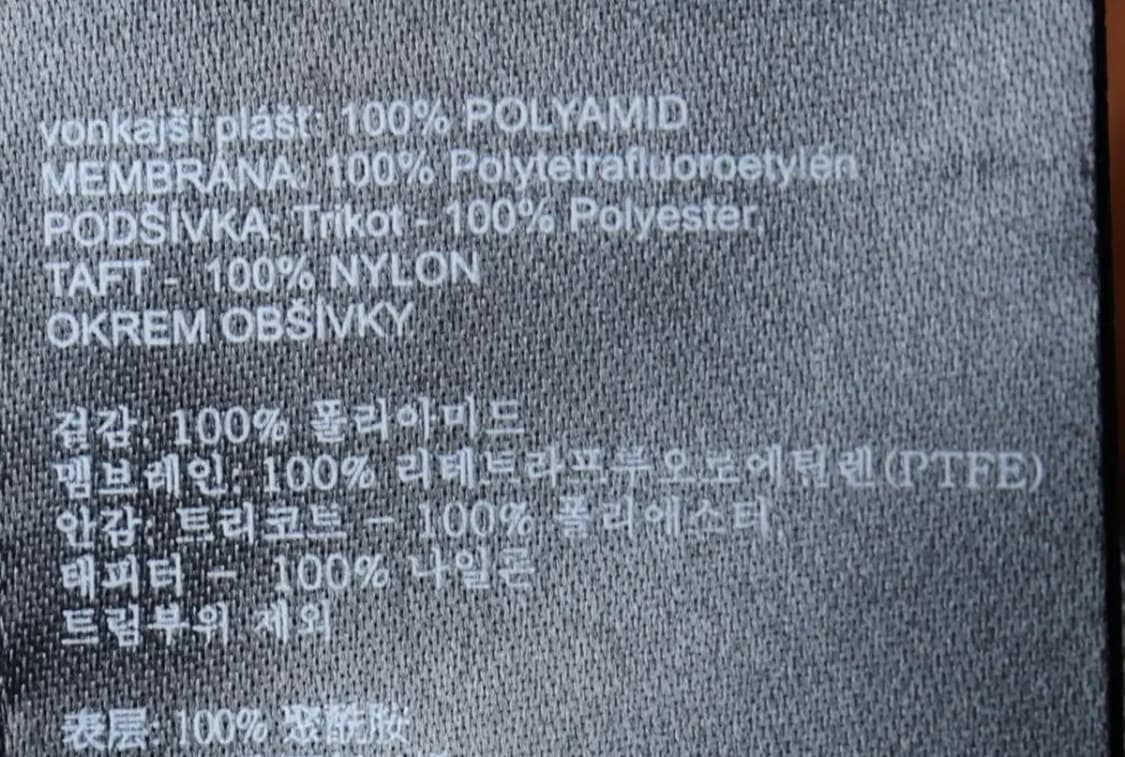 vonkajší plášť: 100% POLYAMID
MEMBRÁNA: 100% Polytetrafluoroetylén
PODŠÍVKA: Trikot - 100% Polyester,
TAFT - 100% NYLON
OKREM OBŠÍVKY
겉감: 100% 폴리아미드
멤브레인: 100% 리테트라프루오로에틸렌(PTFE)
안감: 트리코트 - 100% 폴리에스터,
태피터 - 100% 나일론
트림부위 제외
表层: 100% 聚酰胺